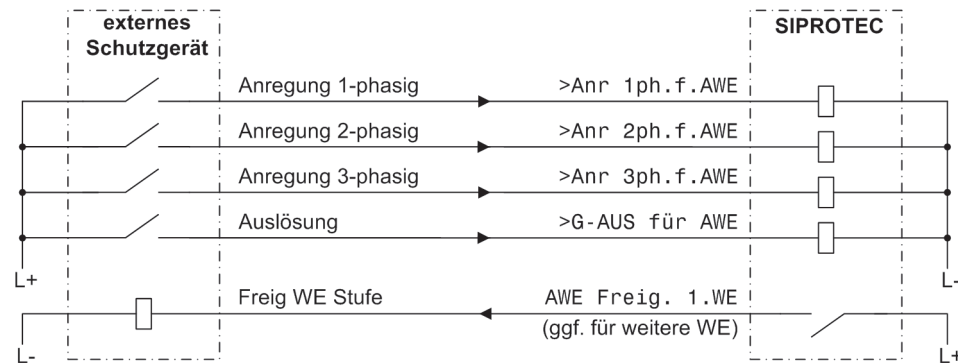 externes
Schutzgerät
SIPROTEC
Anregung 1-phasig >Anr 1ph.f.AWE
Anregung 2-phasig >Anr 2ph.f.AWE
Anregung 3-phasig >Anr 3ph.f.AWE
Auslösung >G-AUS für AWE
L+ L-
Freig WE Stufe AWE Freig. 1.WE
(ggf. für weitere WE)
L- L+